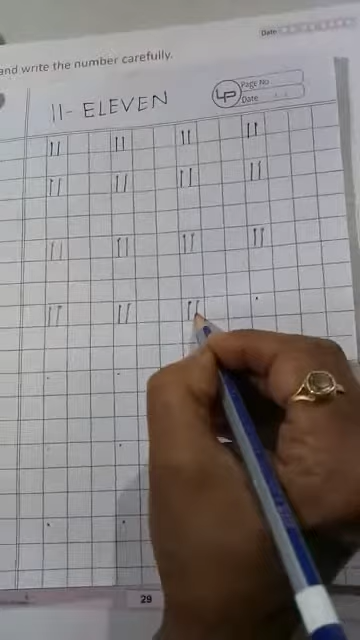 Date
and write the number carefully.
11- ELEVEN
LP Page No
Date
11 11 11 11
11 11 11 11
11 11 11 11
11 11 11
29